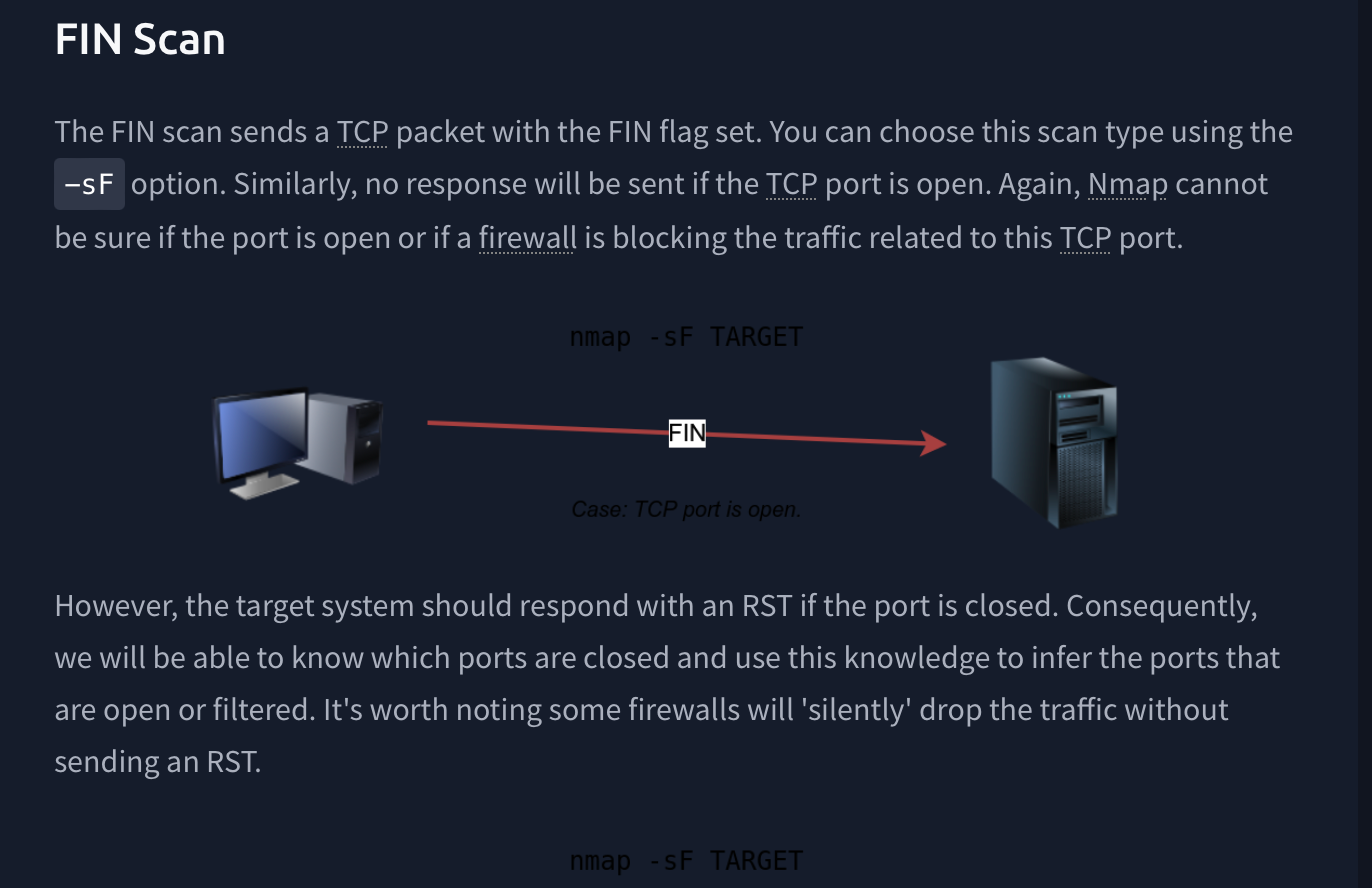 FIN Scan
The FIN scan sends a TCP packet with the FIN flag set. You can choose this scan type using the
-sF option. Similarly, no response will be sent if the TCP port is open. Again, Nmap cannot
be sure if the port is open or if a firewall is blocking the traffic related to this TCP port.
nmap -sF TARGET
FIN
Case: TCP port is open.
However, the target system should respond with an RST if the port is closed. Consequently,
we will be able to know which ports are closed and use this knowledge to infer the ports that
are open or filtered. It's worth noting some firewalls will 'silently' drop the traffic without
sending an RST.
nmap -sF TARGET